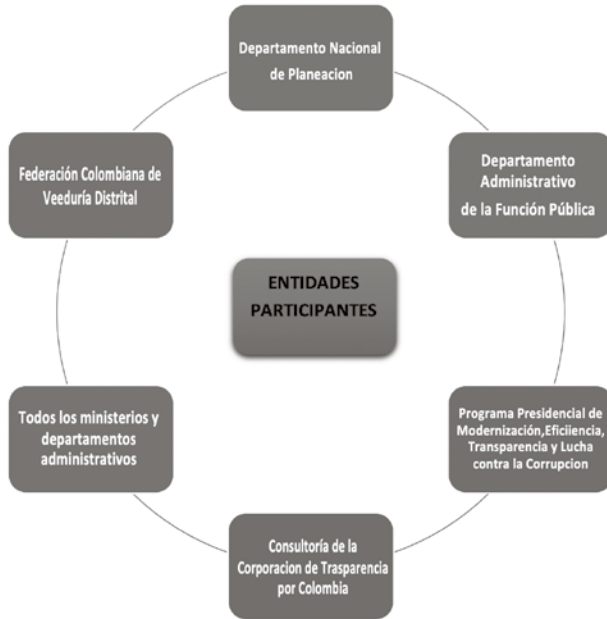 Departamento Nacional
de Planeacion
Federación Colombiana de
Veeduría Distrital
Departamento
Administrativo
de la Función Pública
ENTIDADES
PARTICIPANTES
Todos los ministerios y
departamentos
administrativos
Programa Presidencial de
Modernización,Eficiiencia,
Transparencia y Lucha
contra la Corrupcion
Consultoría de la
Corporacion de Trasparencia
por Colombia